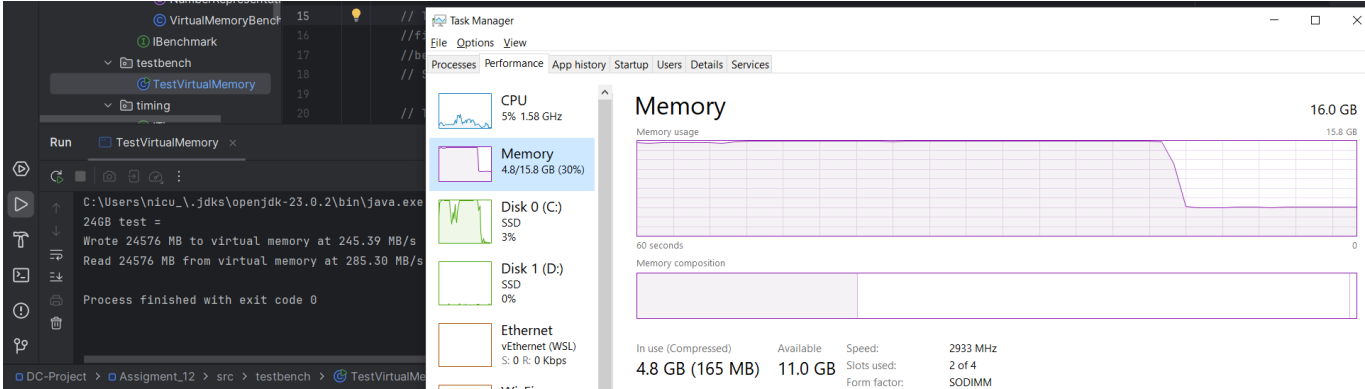 NumberRepresentati
VirtualMemoryBench
IBenchmark
testbench
TestVirtualMemory
timing
15 // T
16 //fi
17 //be
18 // S
19
20 // T
Run TestVirtualMemory ×
C:\Users\nicu_\.jdks\openjdk-23.0.2\bin\java.exe
24GB test =
Wrote 24576 MB to virtual memory at 245.39 MB/s
Read 24576 MB from virtual memory at 285.30 MB/s
Process finished with exit code 0
DC-Project > Assigment_12 > src > testbench > TestVirtualMe
Task Manager
File Options View
Processes Performance App history Startup Users Details Services
CPU
5% 1.58 GHz
Memory
4.8/15.8 GB (30%)
Disk 0 (C:)
SSD
3%
Disk 1 (D:)
SSD
0%
Ethernet
vEthernet (WSL)
S: 0 R: 0 Kbps
Memory 16.0 GB
Memory usage 15.8 GB
60 seconds 0
Memory composition
In use (Compressed) Available Speed: 2933 MHz
4.8 GB (165 MB) 11.0 GB Slots used: 2 of 4
Form factor: SODIMM